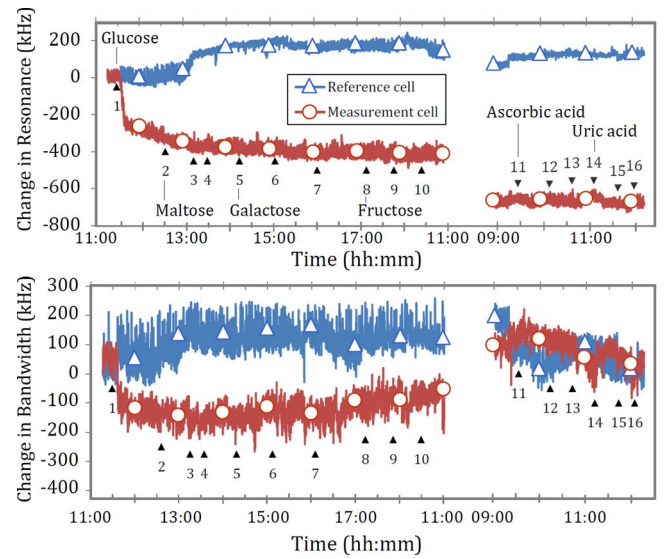 Change in Resonance (kHz)
200
0
-200
-400
-600
-800
Glucose
1
Reference cell
Measurement cell
2 3 4 5 6 7 8 9 10
Maltose Galactose Fructose
Ascorbic acid
Uric acid
11 12 13 14 15 16
11:00 13:00 15:00 17:00 11:00 09:00 11:00
Time (hh:mm)
Change in Bandwidth (kHz)
300
200
100
0
-100
-200
-300
-400
1 2 3 4 5 6 7 8 9 10
11 12 13 14 15 16
11:00 13:00 15:00 17:00 11:00 09:00 11:00
Time (hh:mm)